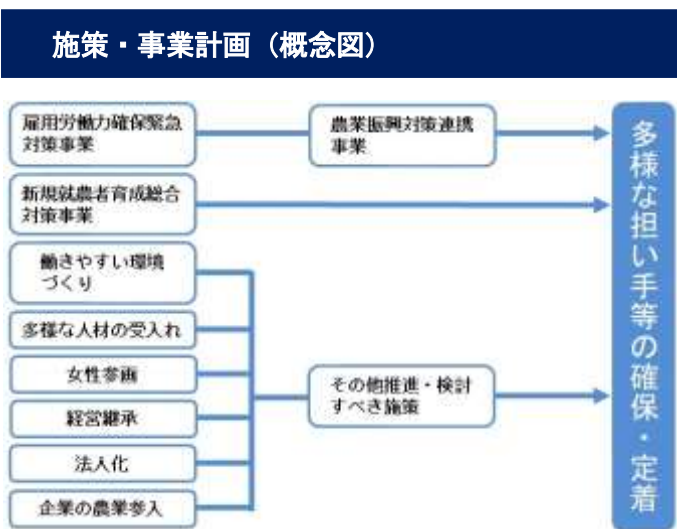 施策・事業計画（概念図）
雇用労働力確保緊急
対策事業
農業振興対策連携
事業
新規就農者育成総合
対策事業
働きやすい環境
づくり
多様な人材の受入れ
女性参画
経営継承
法人化
企業の農業参入
その他推進・検討
すべき施策
多様な担い手等の確保・定着